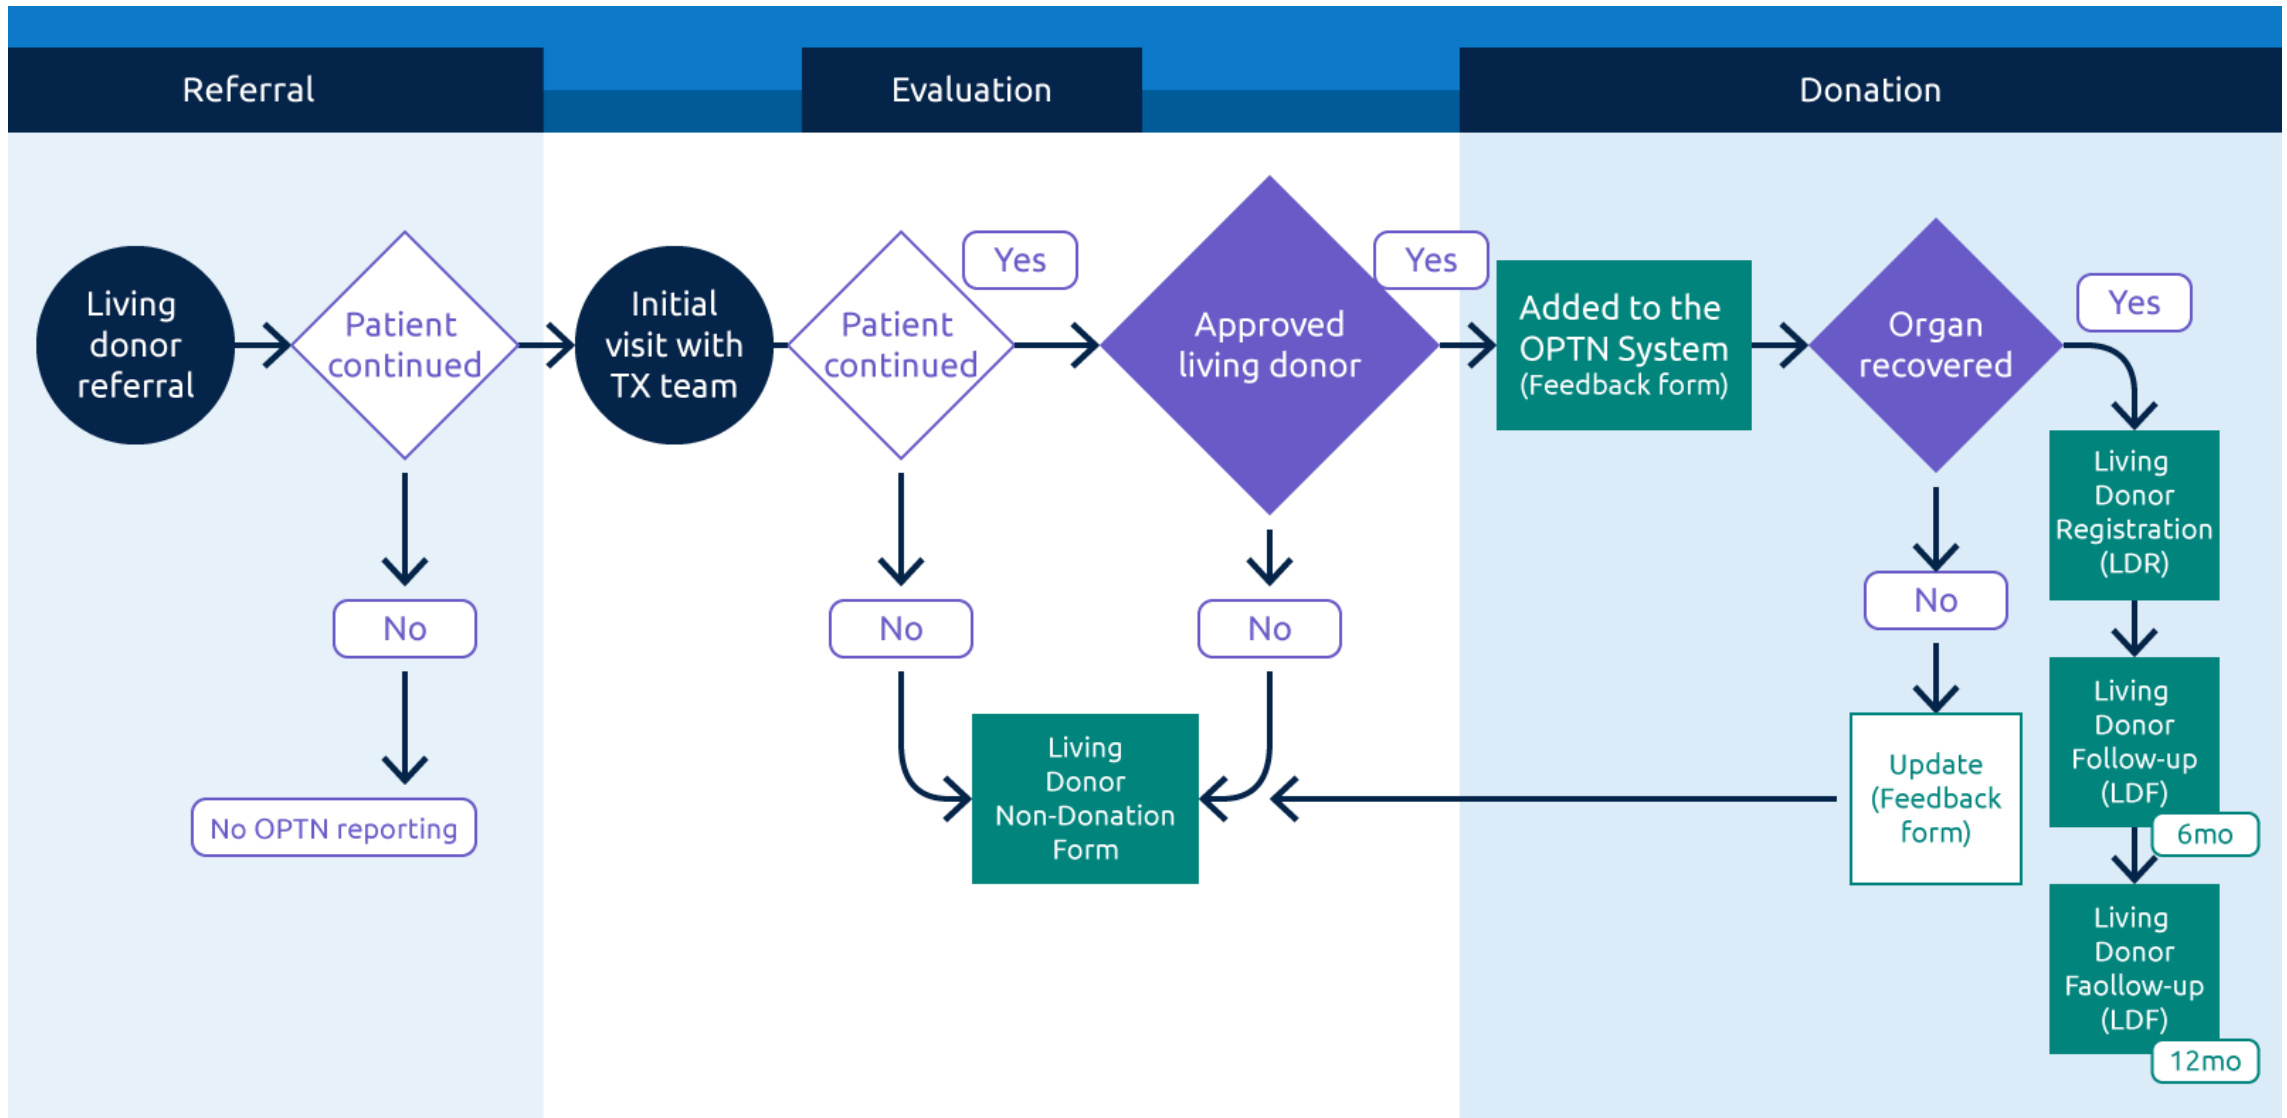 Referral
Evaluation
Donation
Living
donor
referral
Patient
continued
No
No OPTN reporting
Initial
visit with
TX team
Patient
continued
Yes
No
Approved
living donor
Yes
No
Living
Donor
Non-Donation
Form
Added to the
OPTN System
(Feedback form)
Organ
recovered
Yes
No
Update
(Feedback
form)
Living
Donor
Registration
(LDR)
Living
Donor
Follow-up
(LDF)
6mo
Living
Donor
Faollow-up
(LDF)
12mo